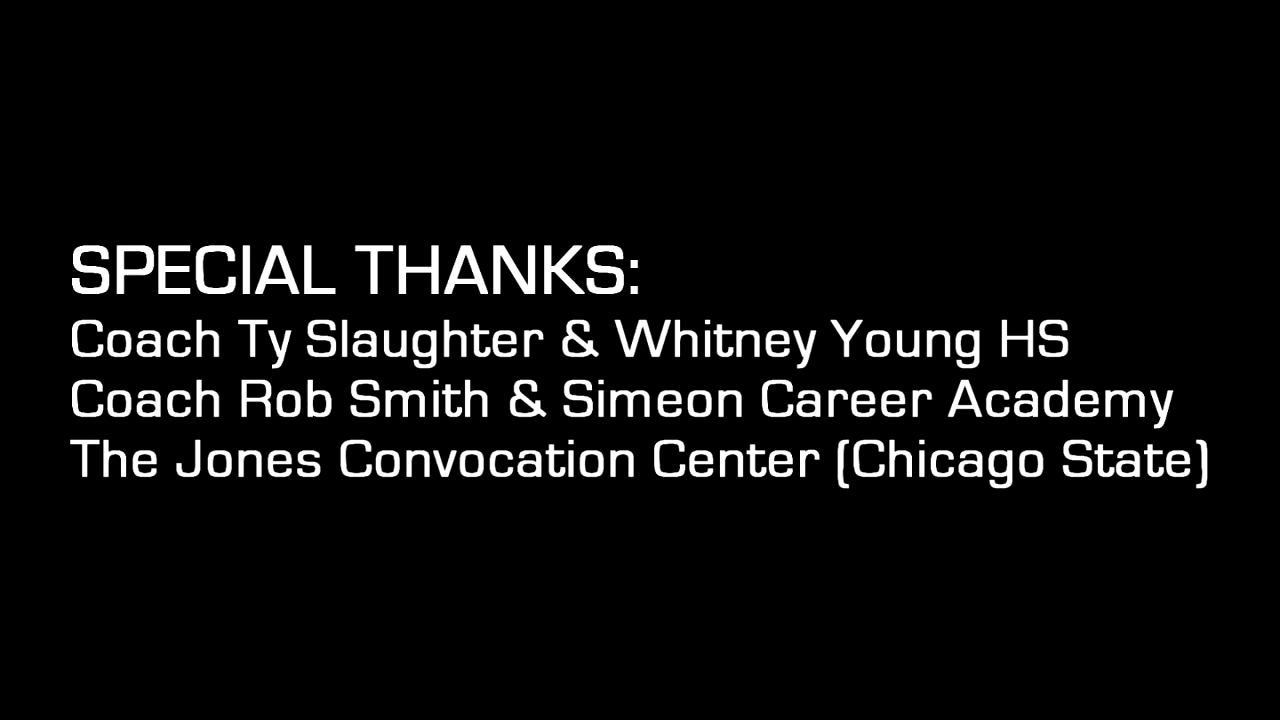 SPECIAL THANKS:
Coach Ty Slaughter & Whitney Young HS
Coach Rob Smith & Simeon Career Academy
The Jones Convocation Center (Chicago State)